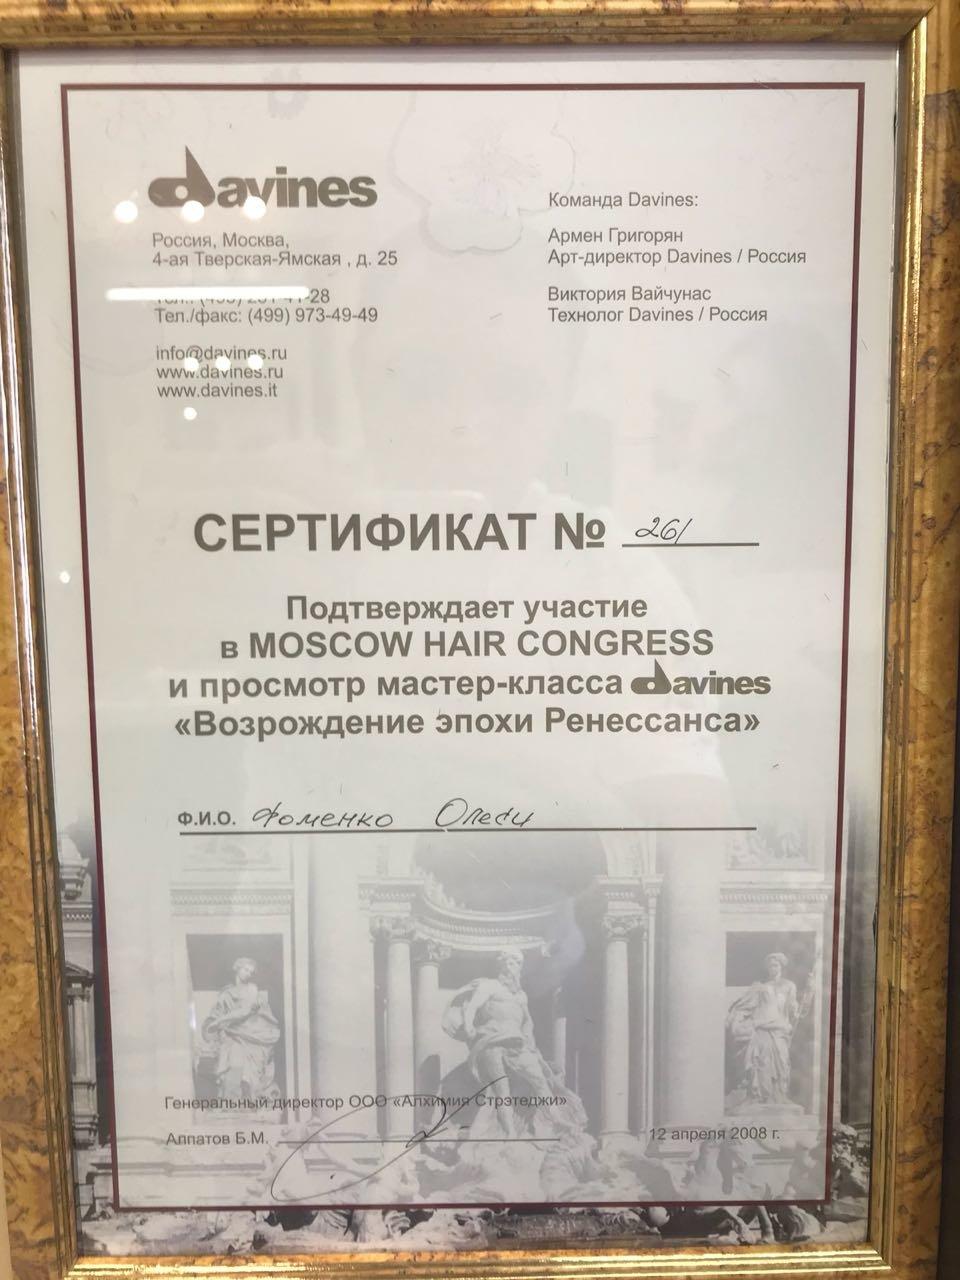 davines
Россия, Москва,
4-ая Тверская-Ямская , д. 25
28
Тел./факс: (499) 973-49-49
info@davines.ru
www.davines.ru
www.davines.it
Команда Davines:
Армен Григорян
Арт-директор Davines / Россия
Виктория Вайчунас
Технолог Davines / Россия
СЕРТИФИКАТ № 261
Подтверждает участие
в MOSCOW HAIR CONGRESS
и просмотр мастер-класса davines
«Возрождение эпохи Ренессанса»
Ф.И.О. Фоменко Олеси
Генеральный директор ООО «Алхимия Стрэтеджи»
Алпатов Б.М.
12 апреля 2008 г.